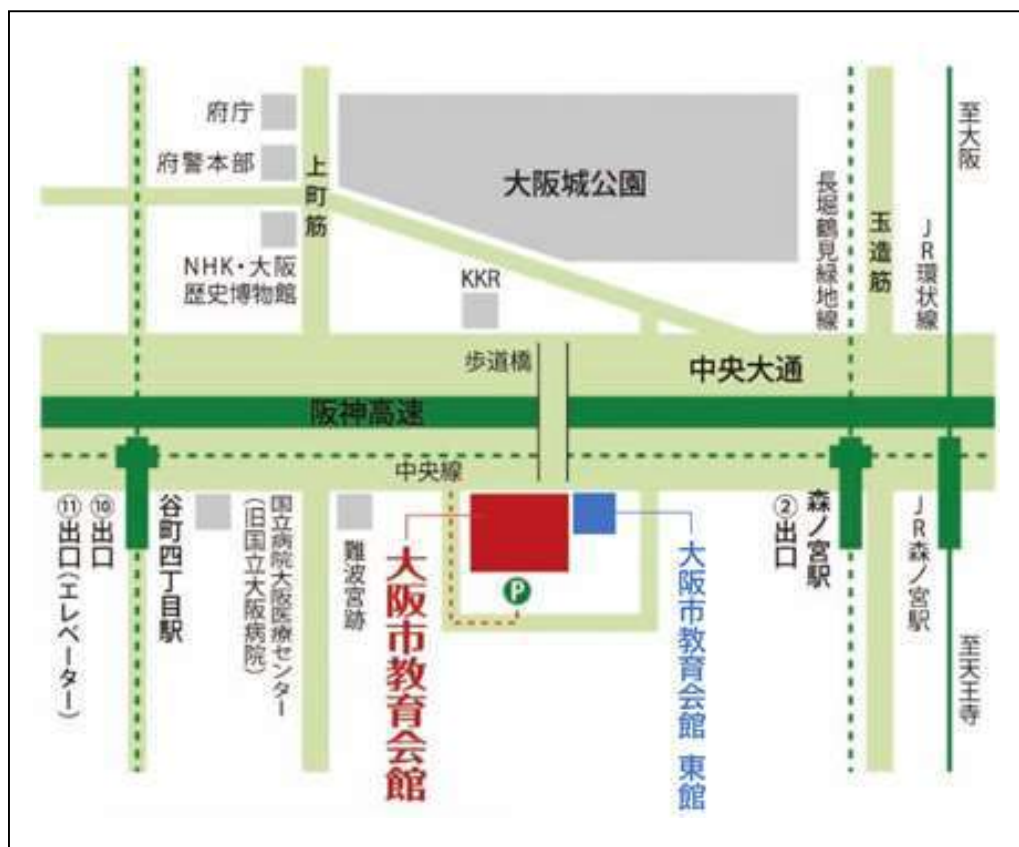 府庁
府警本部
上町筋
大阪城公園
長堀鶴見緑地線
玉造筋
JR環状線
至大阪
NHK・大阪
歴史博物館
KKR
歩道橋
中央大通
阪神高速
中央線
⑪出口(エレベーター)
⑩出口
谷町四丁目駅
国立病院大阪医療センター
(旧国立大阪病院)
難波宮跡
大阪市教育会館
P
大阪市教育会館 東館
②出口
森ノ宮駅
JR森ノ宮駅
至天王寺